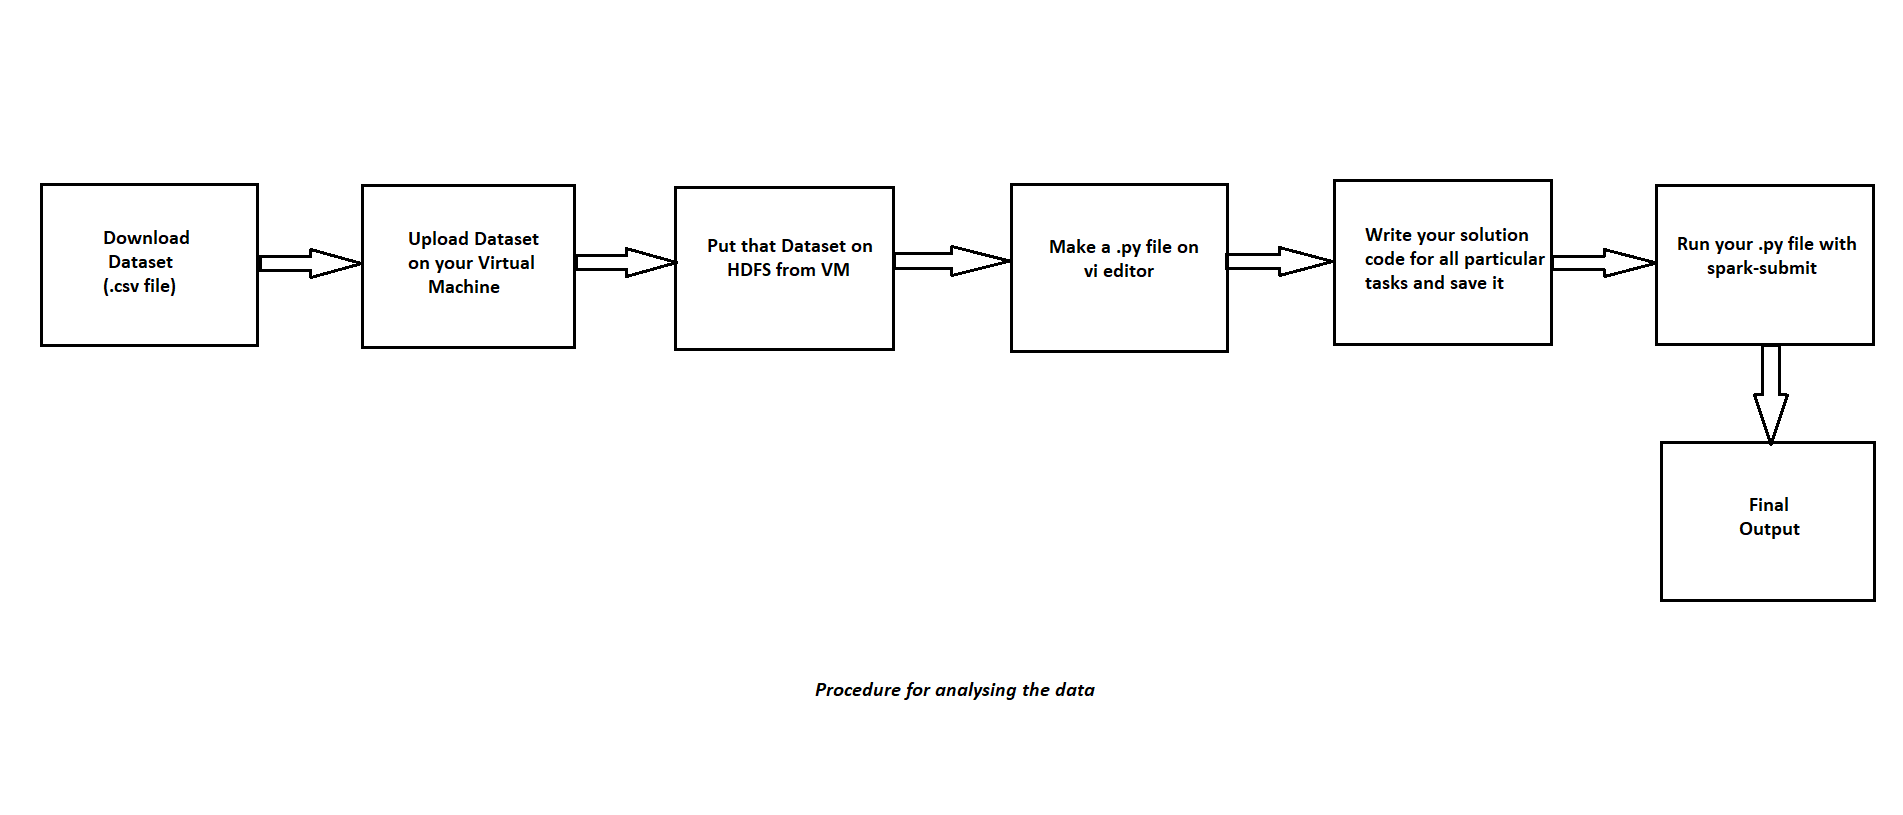 Download
Dataset
(.csv file)
Upload Dataset
on your Virtual
Machine
Put that Dataset on
HDFS from VM
Make a .py file on
vi editor
Write your solution
code for all particular
tasks and save it
Run your .py file with
spark-submit
Final
Output
Procedure for analysing the data